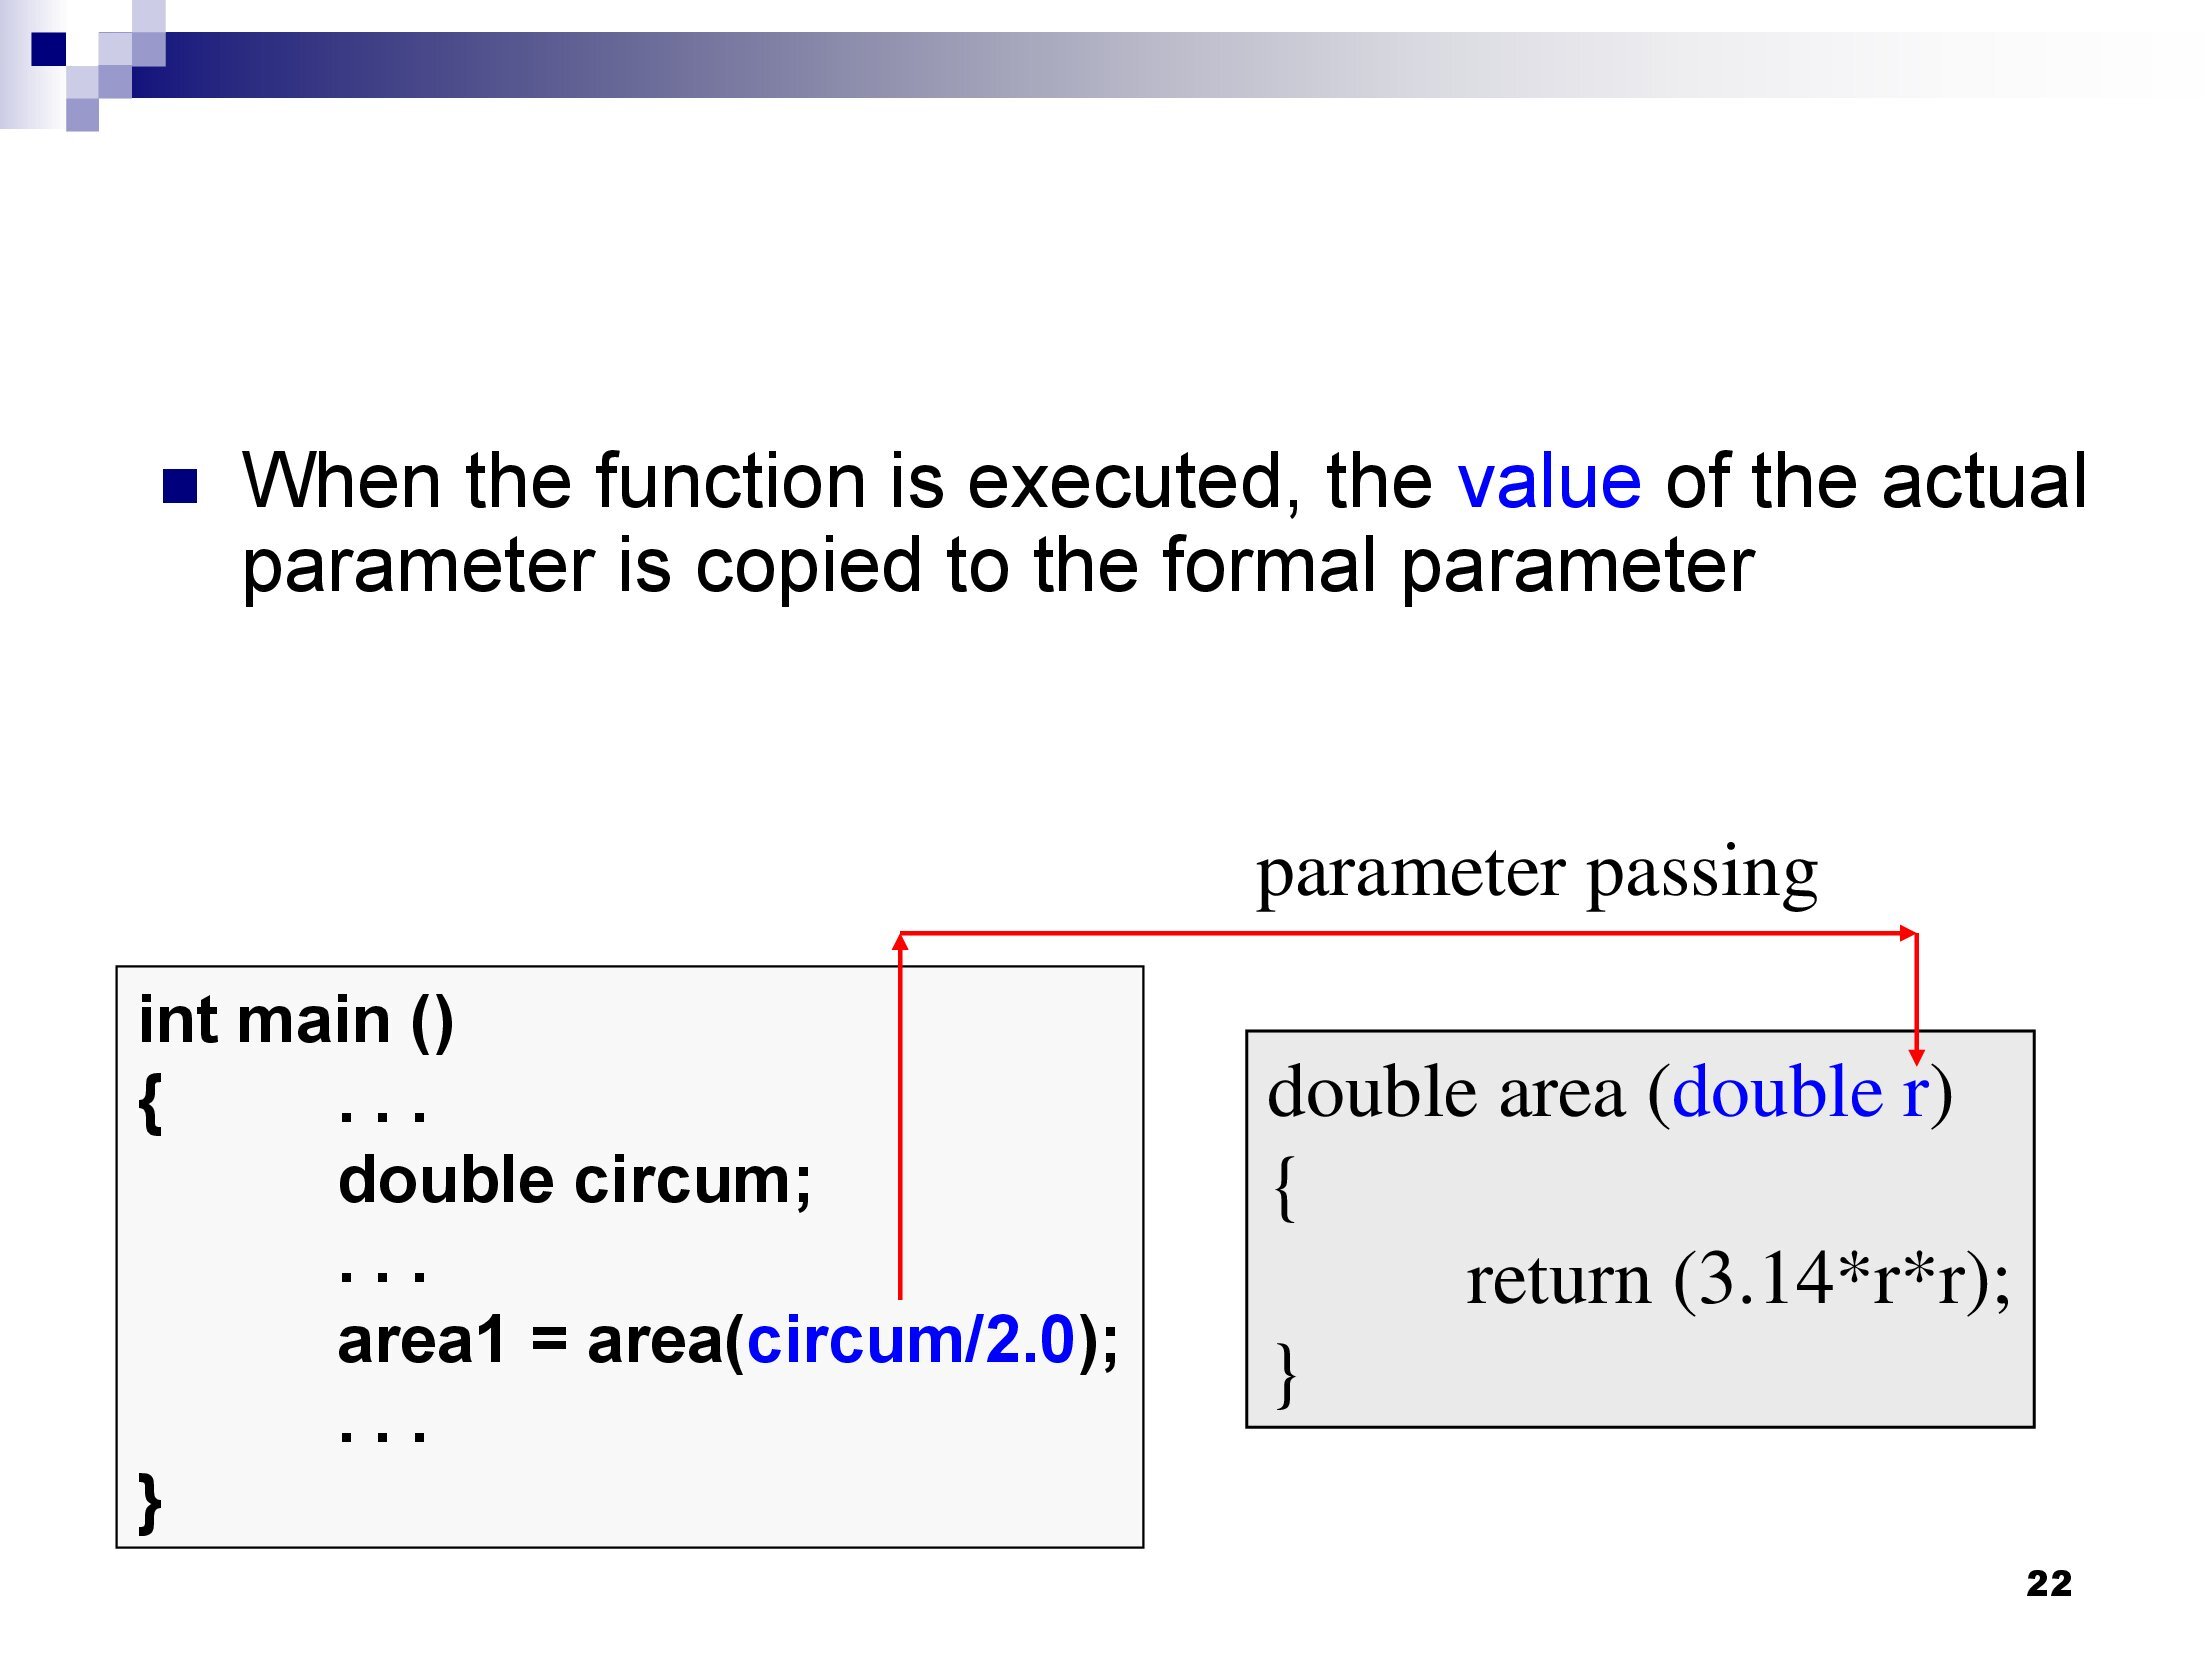 When the function is executed, the value of the actual
parameter is copied to the formal parameter
parameter passing
int main ()
{ . . .
double circum;
. . .
area1 = area(circum/2.0);
. . .
}
double area (double r)
{
return (3.14*r*r);
}
22